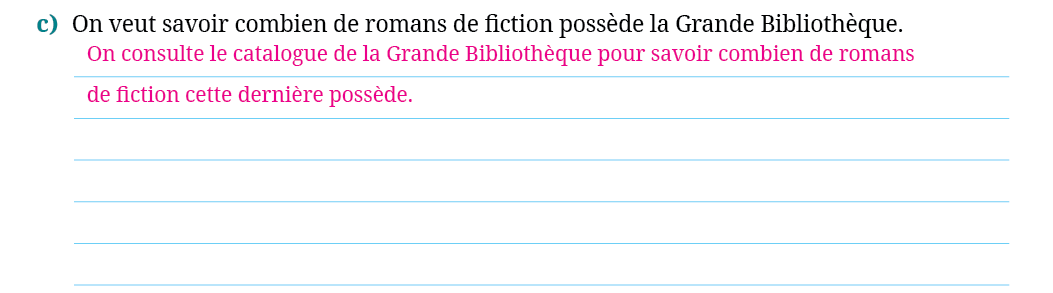 c) On veut savoir combien de romans de fiction possède la Grande Bibliothèque.
On consulte le catalogue de la Grande Bibliothèque pour savoir combien de romans
de fiction cette dernière possède.